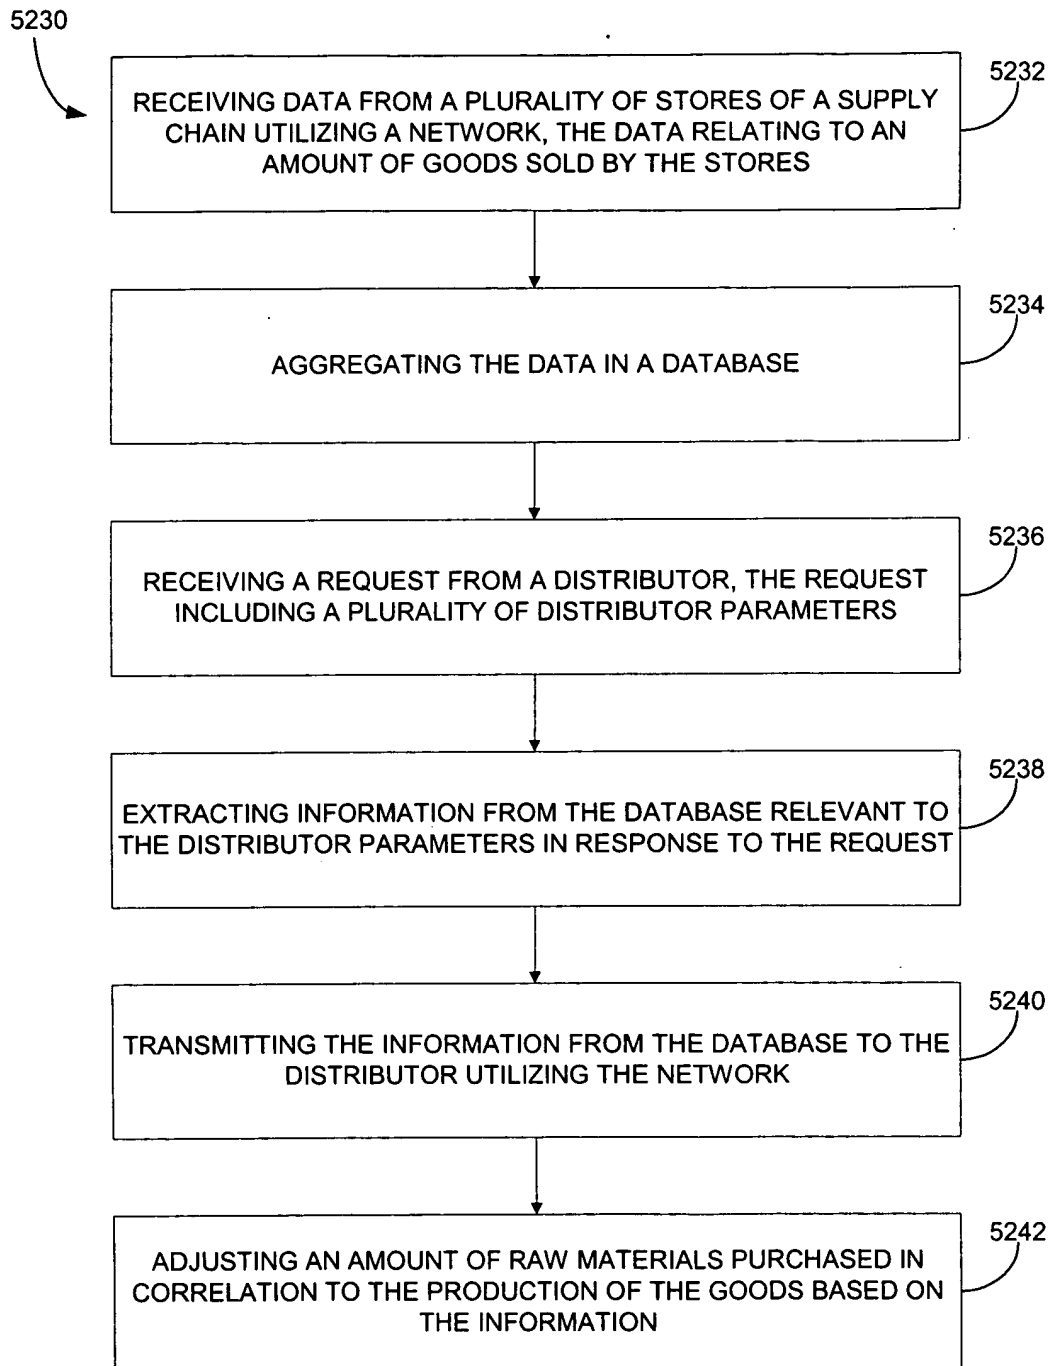 5230
5232
RECEIVING DATA FROM A PLURALITY OF STORES OF A SUPPLY
CHAIN UTILIZING A NETWORK, THE DATA RELATING TO AN
AMOUNT OF GOODS SOLD BY THE STORES
5234
AGGREGATING THE DATA IN A DATABASE
5236
RECEIVING A REQUEST FROM A DISTRIBUTOR, THE REQUEST
INCLUDING A PLURALITY OF DISTRIBUTOR PARAMETERS
5238
EXTRACTING INFORMATION FROM THE DATABASE RELEVANT TO
THE DISTRIBUTOR PARAMETERS IN RESPONSE TO THE REQUEST
5240
TRANSMITTING THE INFORMATION FROM THE DATABASE TO THE
DISTRIBUTOR UTILIZING THE NETWORK
5242
ADJUSTING AN AMOUNT OF RAW MATERIALS PURCHASED IN
CORRELATION TO THE PRODUCTION OF THE GOODS BASED ON
THE INFORMATION